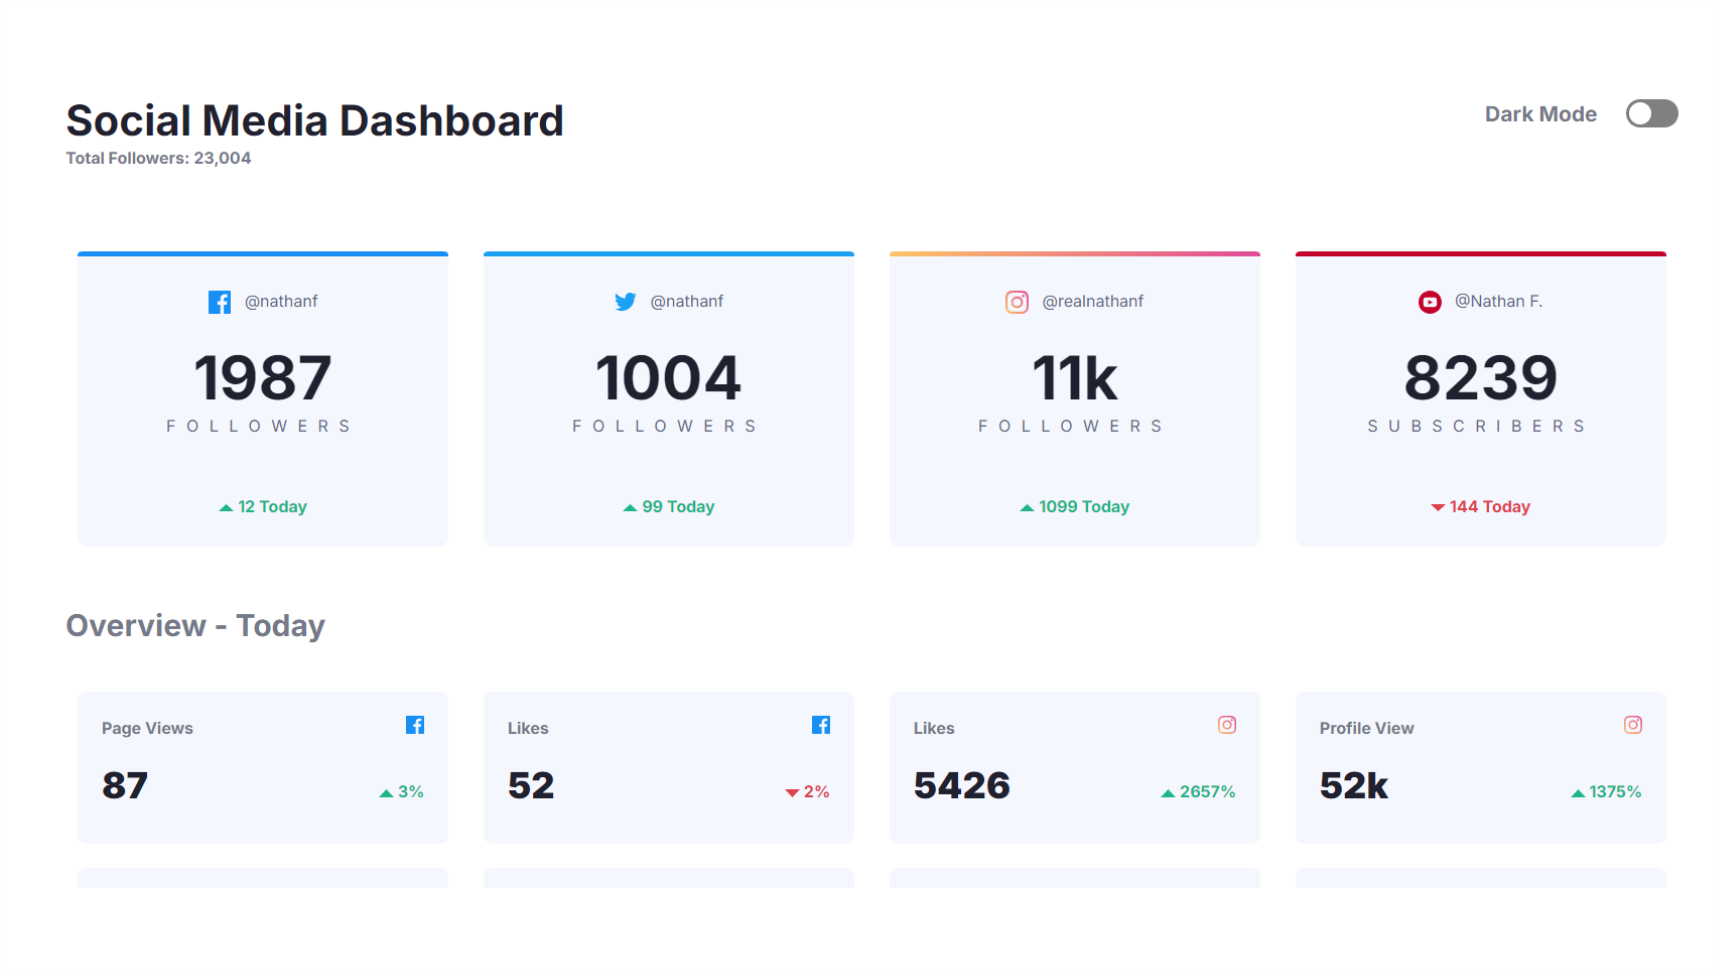 Social Media Dashboard
Dark Mode
Total Followers: 23,004
@nathanf
1987
FOLLOWERS
12 Today
@nathanf
1004
FOLLOWERS
99 Today
@realnathanf
11k
FOLLOWERS
1099 Today
@Nathan F.
8239
SUBSCRIBERS
144 Today
Overview - Today
Page Views
87
3%
Likes
52
2%
Likes
5426
2657%
Profile View
52k
1375%